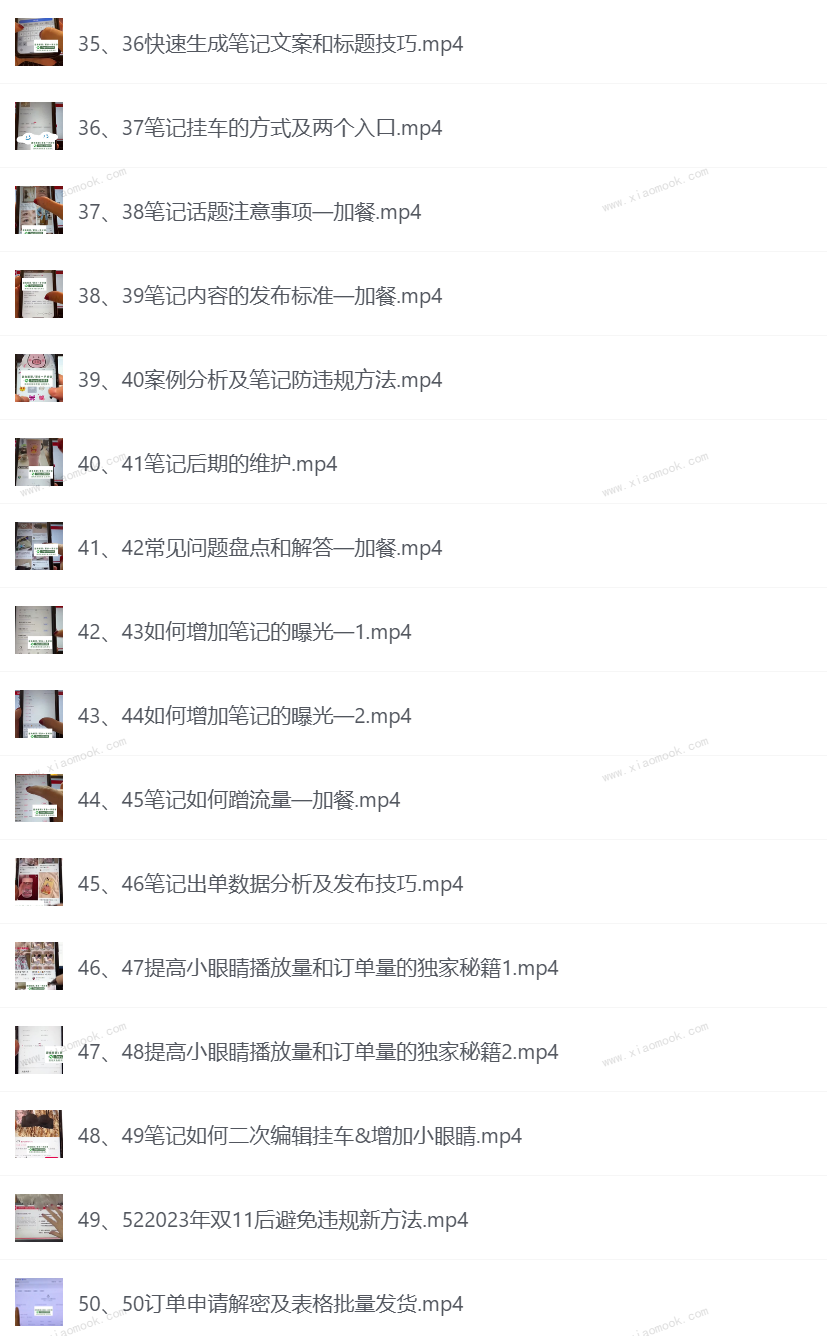 35、36快速生成笔记文案和标题技巧.mp4
36、37笔记挂车的方式及两个入口.mp4
www.xiaomook.com
37、38笔记话题注意事项—加餐.mp4
38、39笔记内容的发布标准—加餐.mp4
39、40案例分析及笔记防违规方法.mp4
40、41笔记后期的维护.mp4
www.xiaomook.com
41、42常见问题盘点和解答—加餐.mp4
42、43如何增加笔记的曝光—1.mp4
43、44如何增加笔记的曝光—2.mp4
www.xiaomook.com
44、45笔记如何蹭流量—加餐.mp4
45、46笔记出单数据分析及发布技巧.mp4
46、47提高小眼睛播放量和订单量的独家秘籍1.mp4
47、48提高小眼睛播放量和订单量的独家秘籍2.mp4
www.xiaomook.com
48、49笔记如何二次编辑挂车&增加小眼睛.mp4
49、522023年双11后避免违规新方法.mp4
50、50订单申请解密及表格批量发货.mp4